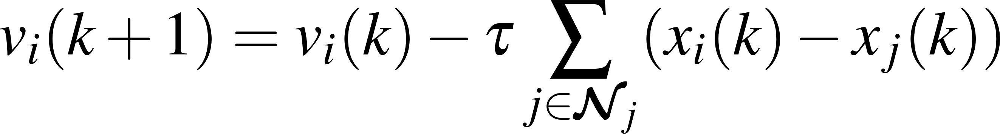 v_i(k + 1) = v_i(k) − τ ∑_{j∈𝒩_j} (x_i(k) − x_j(k))